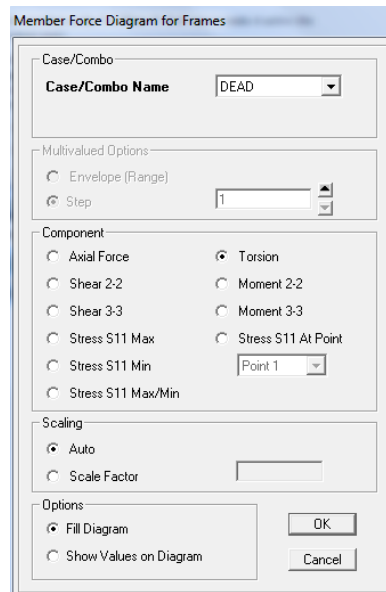 Member Force Diagram for Frames
Case/Combo
Case/Combo Name DEAD
Multivalued Options
Envelope (Range)
Step 1
Component
Axial Force Torsion
Shear 2-2 Moment 2-2
Shear 3-3 Moment 3-3
Stress S11 Max Stress S11 At Point
Stress S11 Min Point 1
Stress S11 Max/Min
Scaling
Auto
Scale Factor
Options
Fill Diagram OK
Show Values on Diagram Cancel